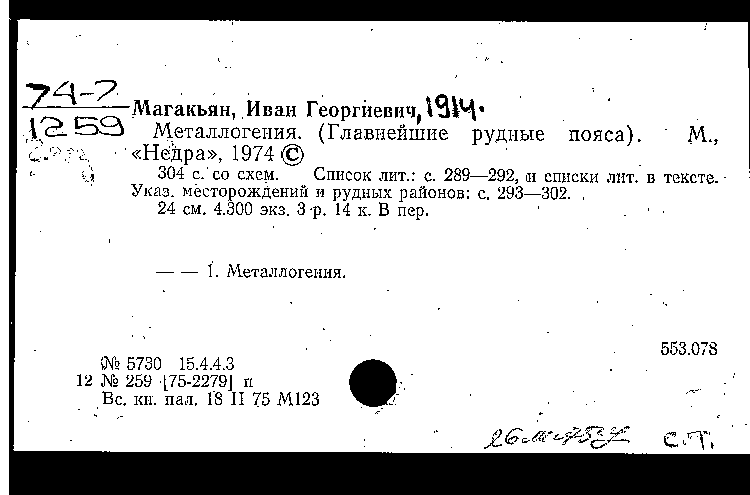 74-7
Магакьян, Иван Георгиевич, 1914.
1259
Металлогения. (Главнейшие рудные пояса). М.,
«Недра», 1974 ©
304 с. со схем. Список лит.: с. 289—292, и списки лит. в тексте.
Указ. месторождений и рудных районов: с. 293—302.
24 см. 4.300 экз. 3 р. 14 к. В пер.
— — 1. Металлогения.
553.078
№ 5730 15.4.4.3
12 № 259 [75-2279] п
Вс. кн. пал. 18 II 75 М123
С.Т.